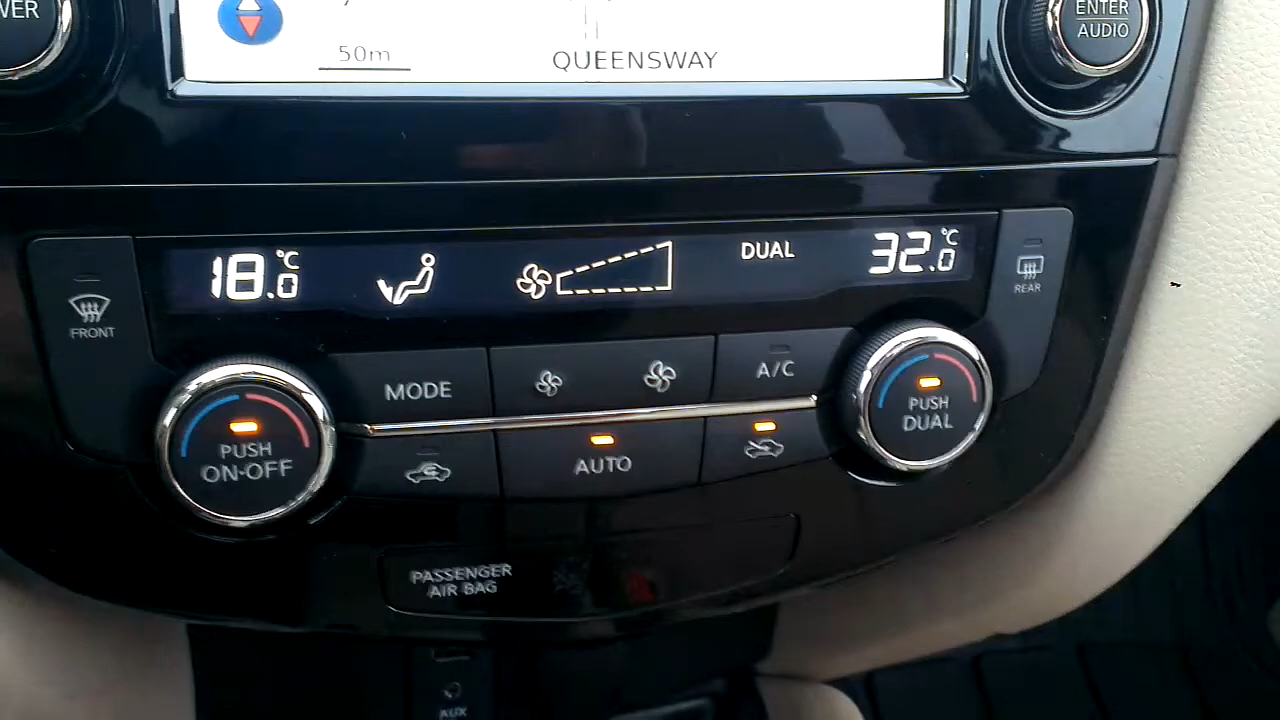 WER
50m
QUEENSWAY
ENTER
AUDIO
18.0 °C
DUAL
32.0 °C
FRONT
REAR
MODE
A/C
PUSH
ON·OFF
AUTO
PUSH
DUAL
PASSENGER
AIR BAG
AUX